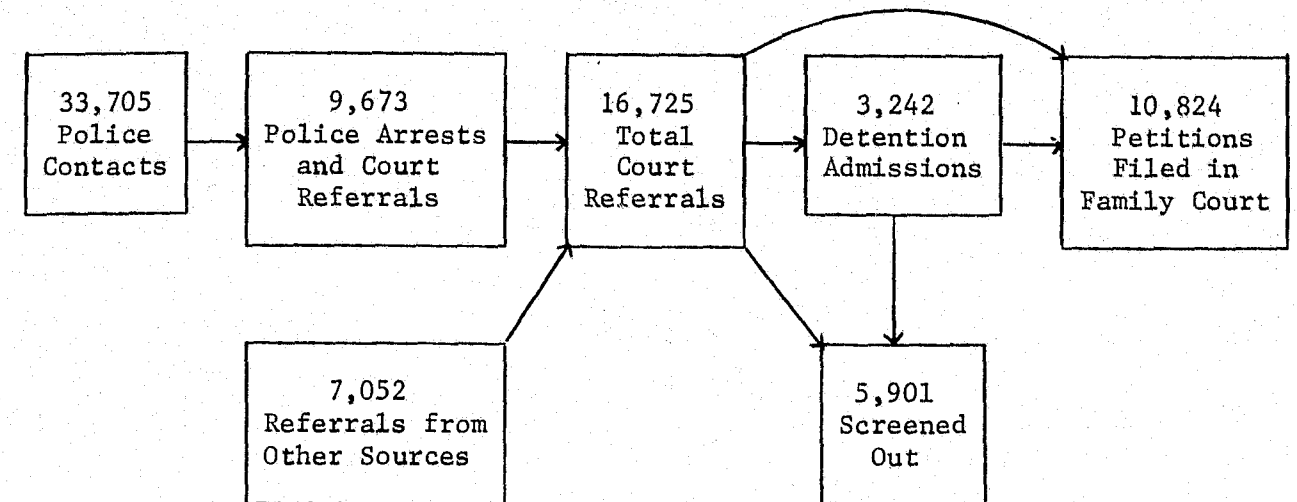 33,705
Police
Contacts
9,673
Police Arrests
and Court
Referrals
16,725
Total
Court
Referrals
3,242
Detention
Admissions
10,824
Petitions
Filed in
Family Court
7,052
Referrals from
Other Sources
5,901
Screened
Out